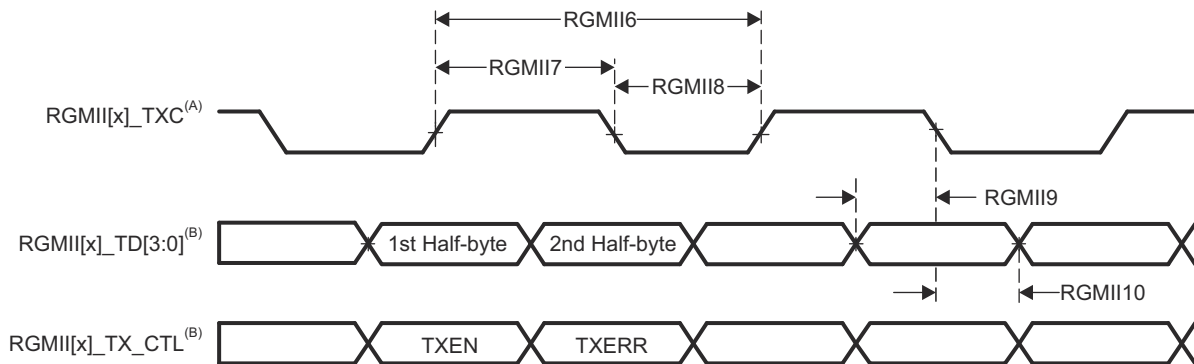 RGMII6
RGMII7
RGMII8
RGMII[x]_TXC(A)
RGMII9
RGMII[x]_TD[3:0](B)
1st Half-byte
2nd Half-byte
RGMII10
RGMII[x]_TX_CTL(B)
TXEN
TXERR